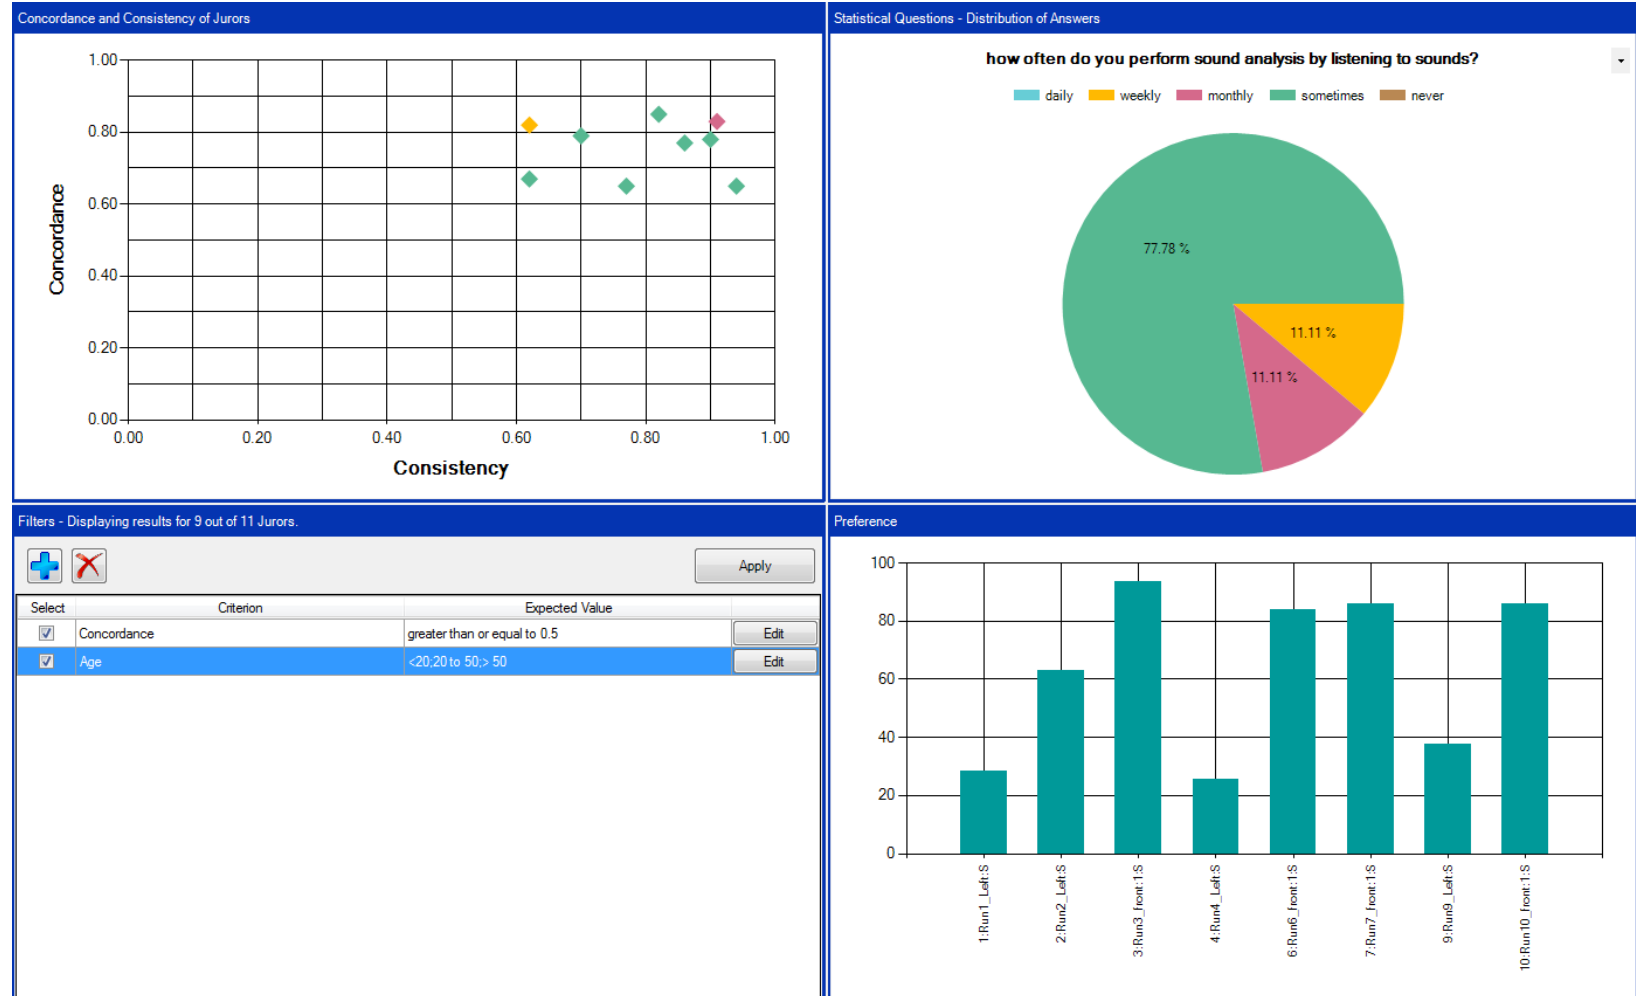 Concordance and Consistency of Jurors
1.00
0.80
0.60
0.40
0.20
0.00
Concordance
0.00 0.20 0.40 0.60 0.80 1.00
Consistency
Statistical Questions - Distribution of Answers
how often do you perform sound analysis by listening to sounds?
daily weekly monthly sometimes never
77.78 %
11.11 %
11.11 %
Filters - Displaying results for 9 out of 11 Jurors.
Apply
Select Criterion Expected Value
Concordance greater than or equal to 0.5 Edit
Age <20;20 to 50;> 50 Edit
Preference
100
80
60
40
20
0
1:Run1_Left:S
2:Run2_Left:S
3:Run3_front:1:S
4:Run4_Left:S
6:Run6_front:1:S
7:Run7_front:1:S
9:Run9_Left:S
10:Run10_front:1:S